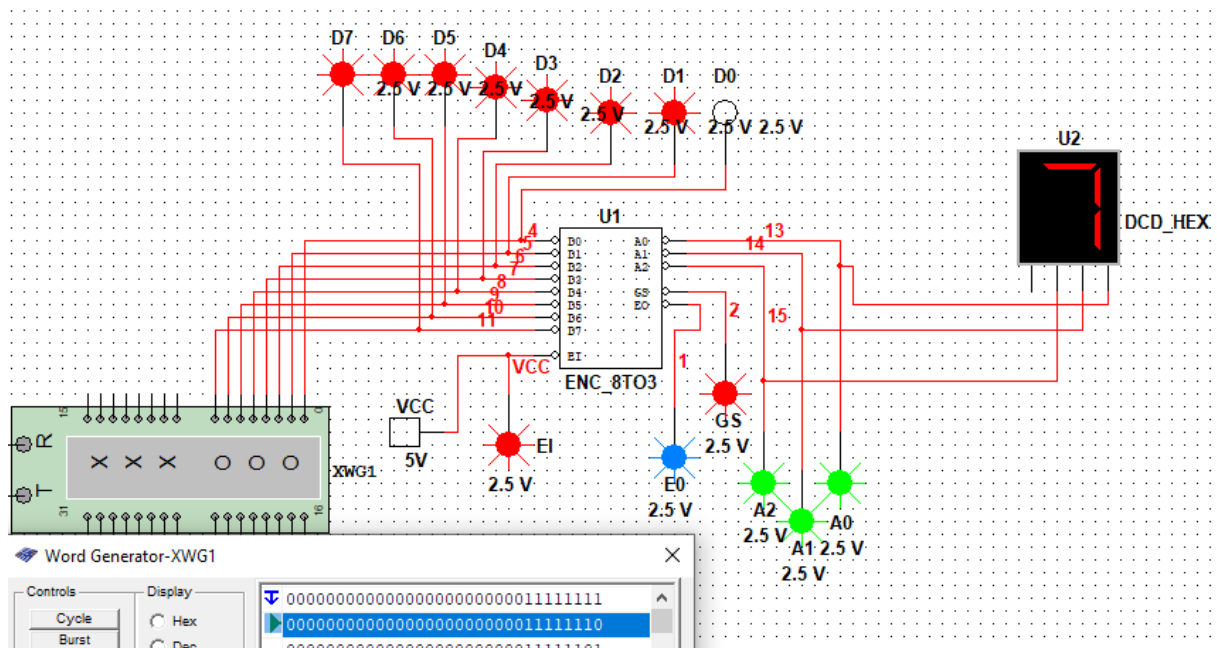 D7 D6 D5 D4 D3 D2 D1 D0
2.5 V 2.5 V 2.5 V 2.5 V 2.5 V 2.5 V 2.5 V 2.5 V
U2
DCD_HEX
U1
4
5
6
7
8
9
10
11
D0 A0
D1 A1
D2 A2
D3
D4 GS
D5 EO
D6
D7
EI
ENC_8TO3
13
14
15
2
1
VCC
VCC
5V
EI
2.5 V
GS
2.5 V
E0
2.5 V
A2
2.5 V
A1
2.5 V
A0
2.5 V
15 0
R
T
X X X O O O
31 16
XWG1
Word Generator-XWG1
Controls
Cycle
Burst
Display
Hex
Dec
00000000000000000000000011111111
00000000000000000000000011111110
00000000000000000000000011111101